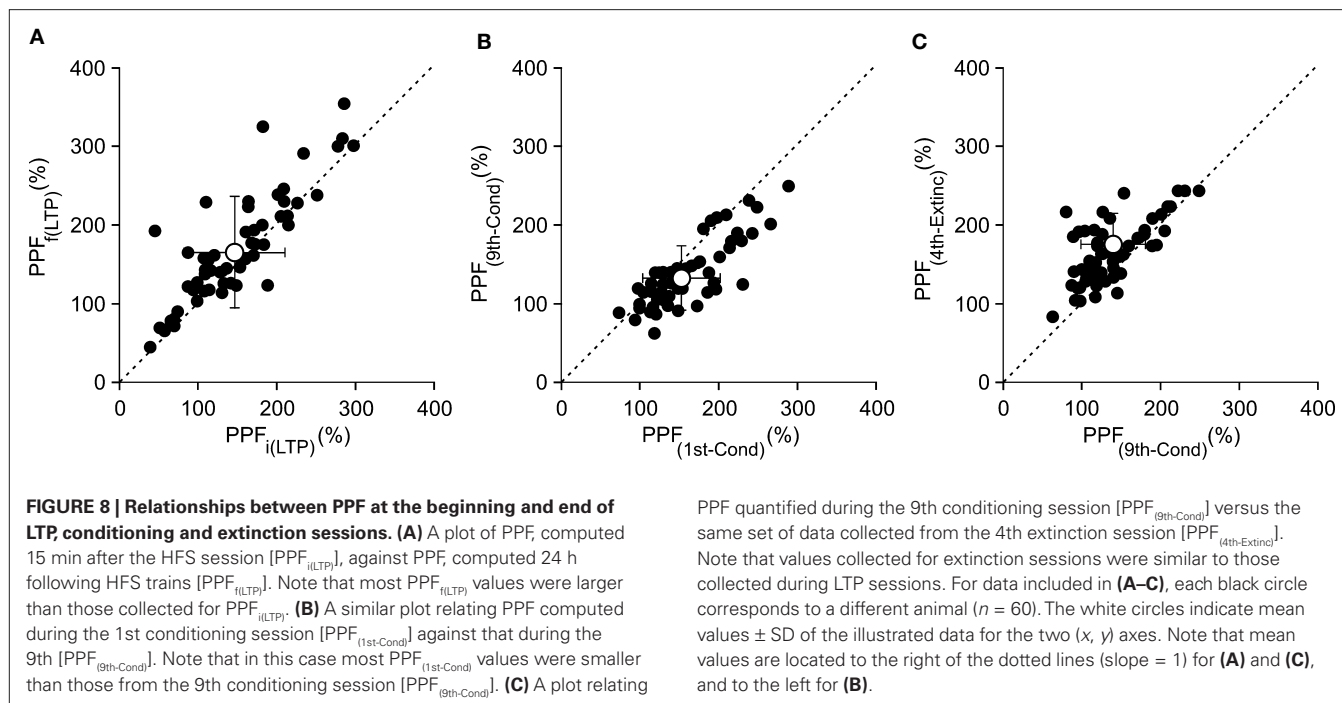 A
B
C
400
300
200
100
0
0
100
200
300
400
PPF f(LTP) (%)
PPF i(LTP) (%)
400
300
200
100
0
0
100
200
300
400
PPF (9th-Cond) (%)
PPF (1st-Cond) (%)
400
300
200
100
0
0
100
200
300
400
PPF (4th-Extinc) (%)
PPF (9th-Cond) (%)
FIGURE 8 | Relationships between PPF at the beginning and end of
LTP, conditioning and extinction sessions. (A) A plot of PPF, computed
15 min after the HFS session [PPF i(LTP)], against PPF, computed 24 h
following HFS trains [PPF f(LTP)]. Note that most PPF f(LTP) values were larger
than those collected for PPF i(LTP). (B) A similar plot relating PPF computed
during the 1st conditioning session [PPF (1st-Cond)] against that during the
9th [PPF (9th-Cond)]. Note that in this case most PPF (1st-Cond) values were smaller
than those from the 9th conditioning session [PPF (9th-Cond)]. (C) A plot relating
PPF quantified during the 9th conditioning session [PPF (9th-Cond)] versus the
same set of data collected from the 4th extinction session [PPF (4th-Extinc)].
Note that values collected for extinction sessions were similar to those
collected during LTP sessions. For data included in (A–C), each black circle
corresponds to a different animal (n = 60). The white circles indicate mean
values ± SD of the illustrated data for the two (x, y) axes. Note that mean
values are located to the right of the dotted lines (slope = 1) for (A) and (C),
and to the left for (B).